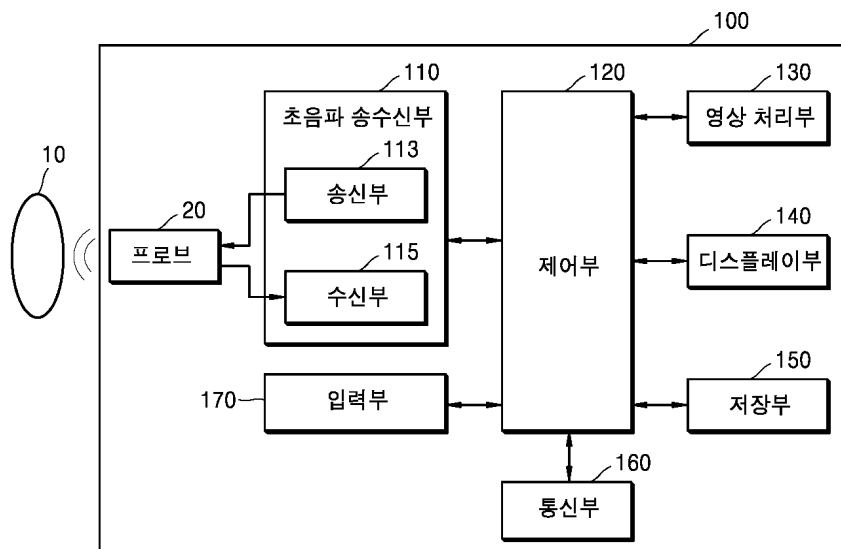 100
110
120
130
초음파 송수신부
영상 처리부
113
10
송신부
20
140
프로브
115
제어부
디스플레이부
수신부
150
170
입력부
저장부
160
통신부